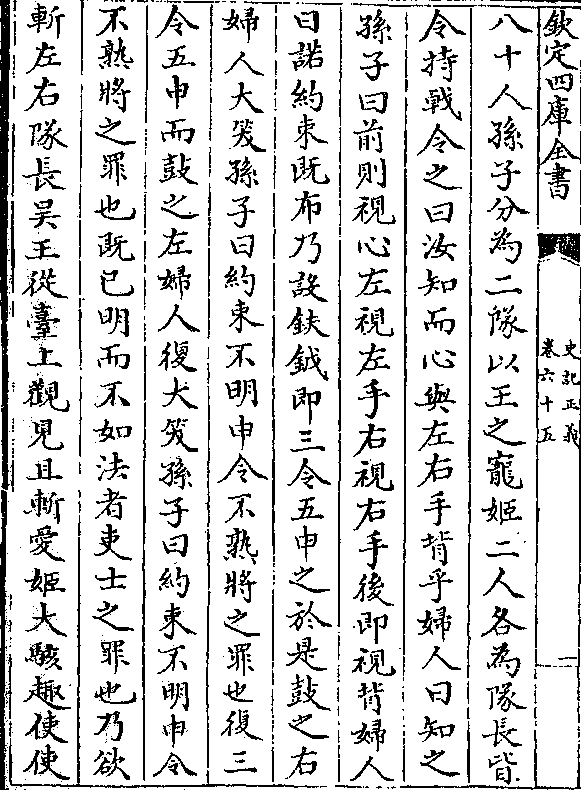 欽定四庫全書
史記正義
卷六十五
一
八十人孫子分為二隊以王之寵姬二人各為隊長皆
令持戟令之曰汝知而心與左右手背乎婦人曰知之
孫子曰前則視心左視左手右視右手後即視背婦人
曰諾約束既布乃設鈇鉞即三令五申之於是鼓之右
婦人大笑孫子曰約束不明申令不熟將之罪也復三
令五申而鼓之左婦人復大笑孫子曰約束不明申令
不熟將之罪也既已明而不如法者吏士之罪也乃欲
斬左右隊長吳王從臺上觀見且斬愛姬大駭趣使使